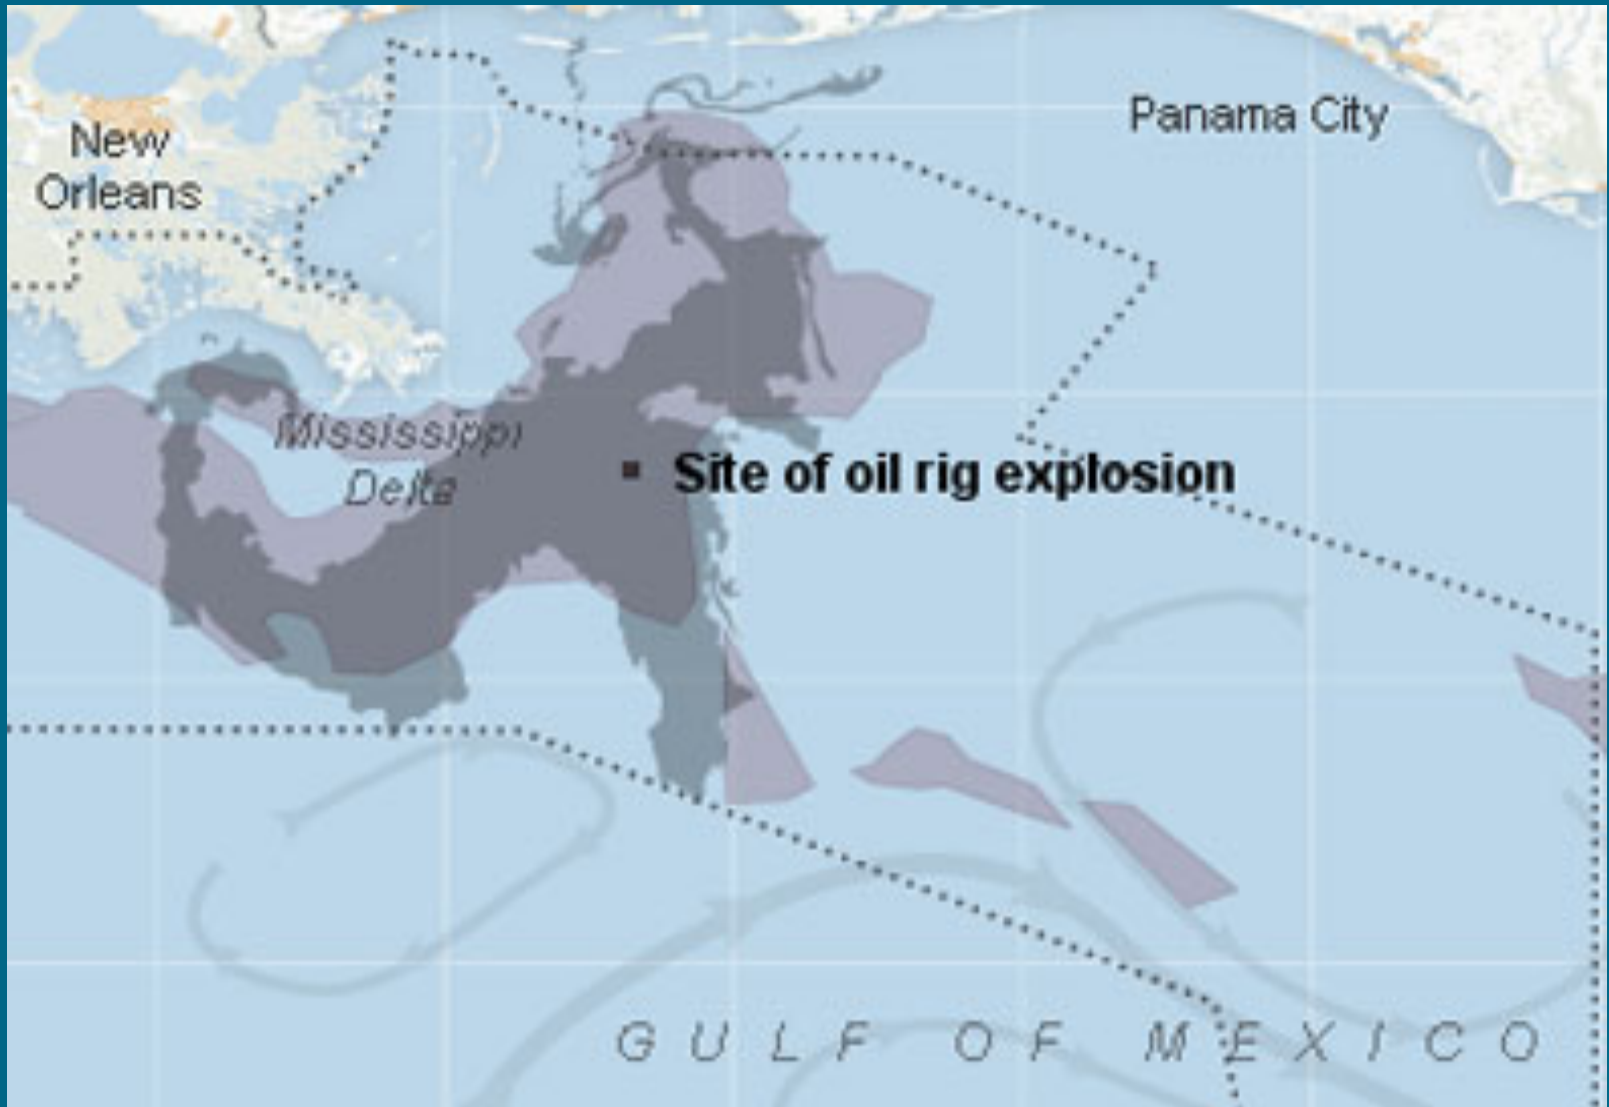 New
Orleans
Panama City
Mississippi
Delta
Site of oil rig explosion
GULF OF MEXICO